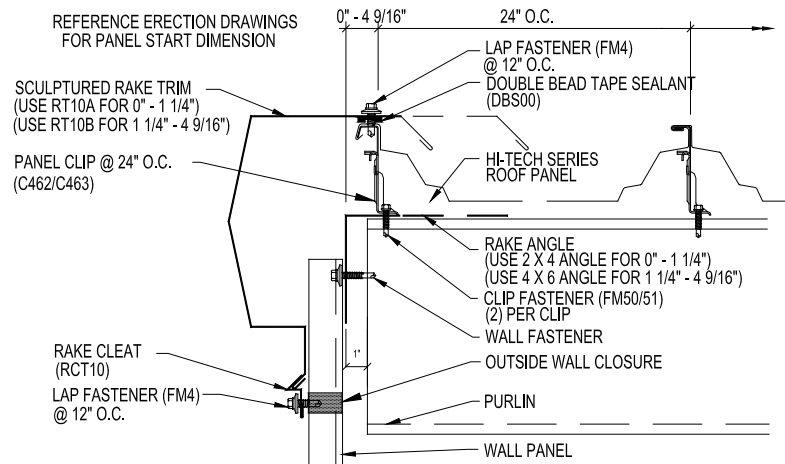 REFERENCE ERECTION DRAWINGS
FOR PANEL START DIMENSION
0" - 4 9/16"
24" O.C.
LAP FASTENER (FM4)
@ 12" O.C.
DOUBLE BEAD TAPE SEALANT
(DBS00)
SCULPTURED RAKE TRIM
(USE RT10A FOR 0" - 1 1/4")
(USE RT10B FOR 1 1/4" - 4 9/16")
PANEL CLIP @ 24" O.C.
(C462/C463)
HI-TECH SERIES
ROOF PANEL
RAKE ANGLE
(USE 2 X 4 ANGLE FOR 0" - 1 1/4")
(USE 4 X 6 ANGLE FOR 1 1/4" - 4 9/16")
CLIP FASTENER (FM50/51)
(2) PER CLIP
WALL FASTENER
1"
RAKE CLEAT
(RCT10)
OUTSIDE WALL CLOSURE
LAP FASTENER (FM4)
@ 12" O.C.
PURLIN
WALL PANEL